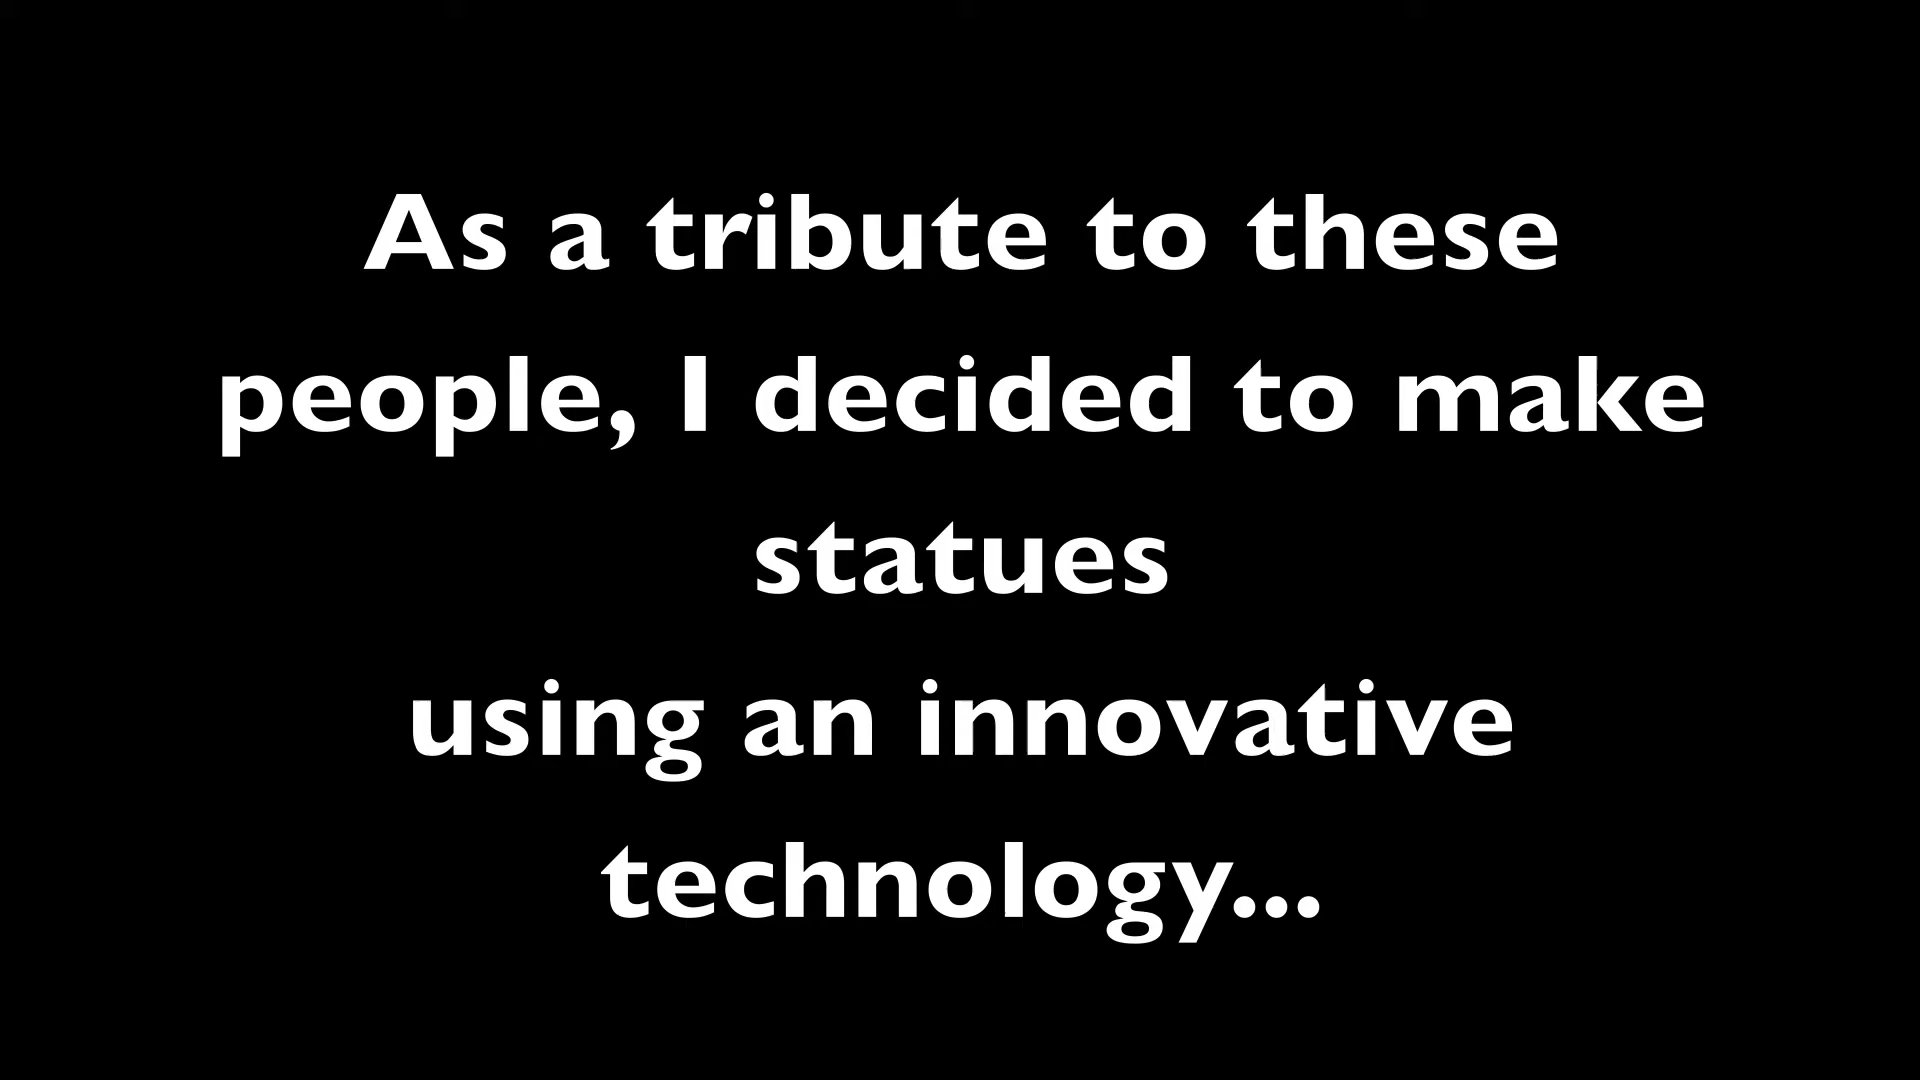 As a tribute to these
people, I decided to make
statues
using an innovative
technology...